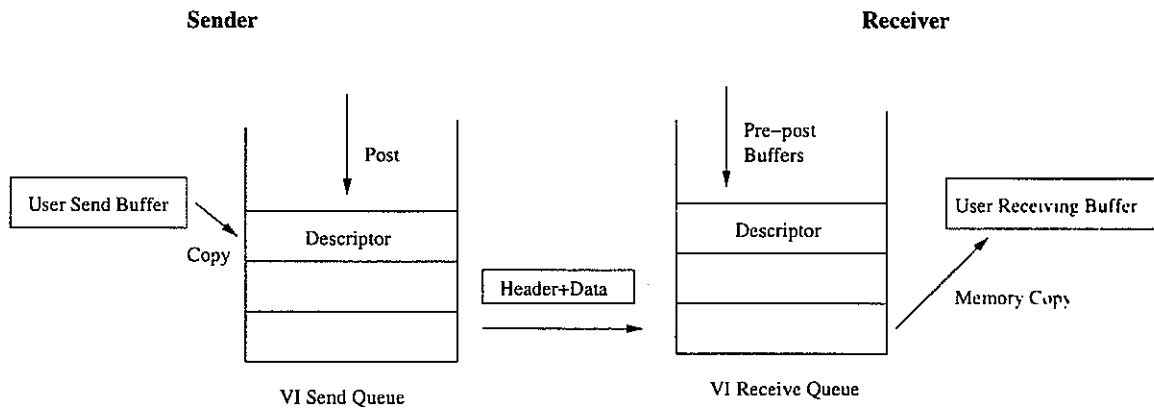 Sender
Receiver
Post
Pre-post
Buffers
User Send Buffer
Copy
Descriptor
Descriptor
User Receiving Buffer
Header+Data
Memory Copy
VI Send Queue
VI Receive Queue